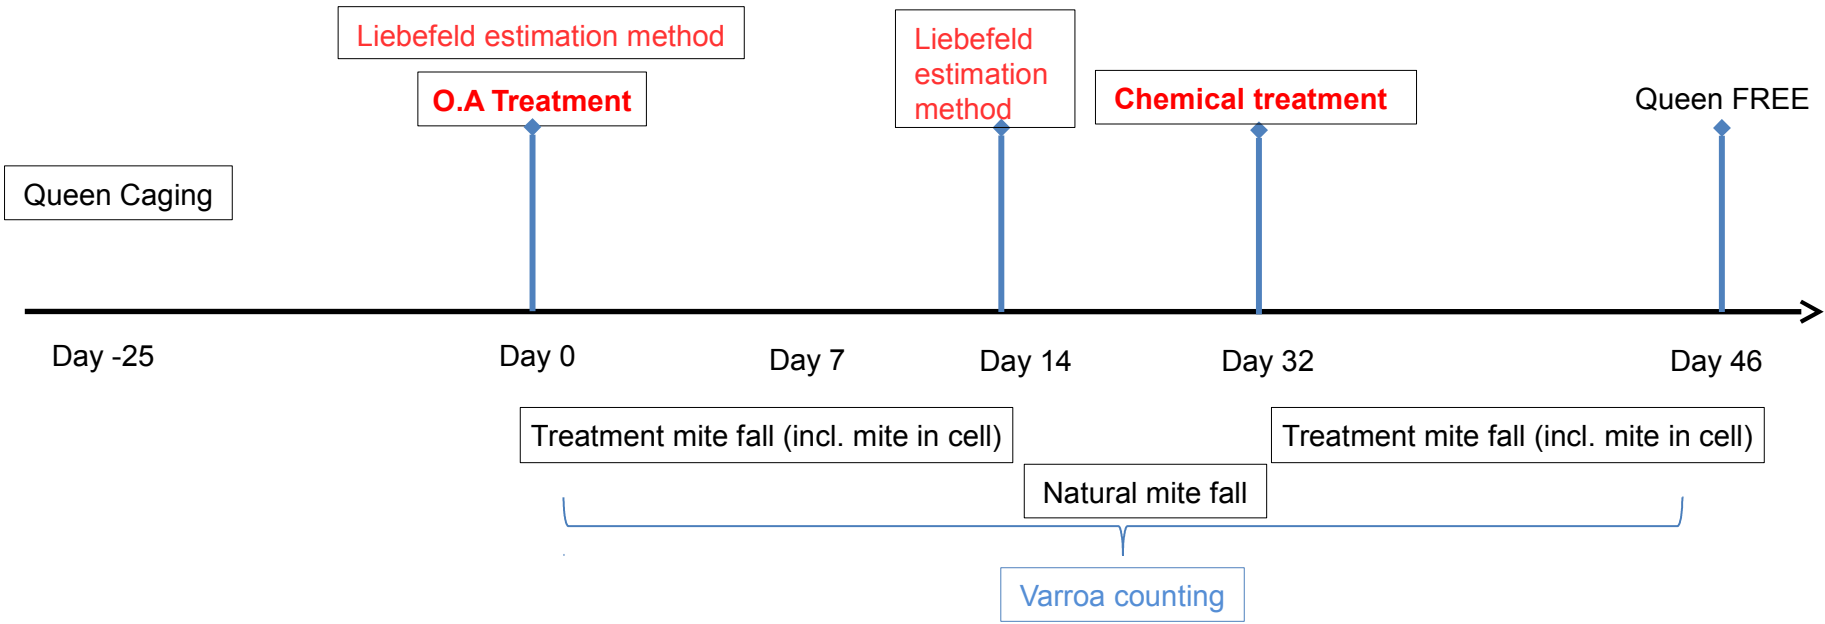 Liebefeld estimation method
O.A Treatment
Liebefeld
estimation
method
Chemical treatment
Queen FREE
Queen Caging
Day -25
Day 0
Day 7
Day 14
Day 32
Day 46
Treatment mite fall (incl. mite in cell)
Treatment mite fall (incl. mite in cell)
Natural mite fall
Varroa counting